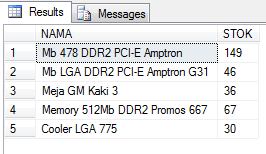 Results Messages
NAMA STOK
1 Mb 478 DDR2 PCI-E Amptron 149
2 Mb LGA DDR2 PCI-E Amptron G31 46
3 Meja GM Kaki 3 36
4 Memory 512Mb DDR2 Promos 667 67
5 Cooler LGA 775 30